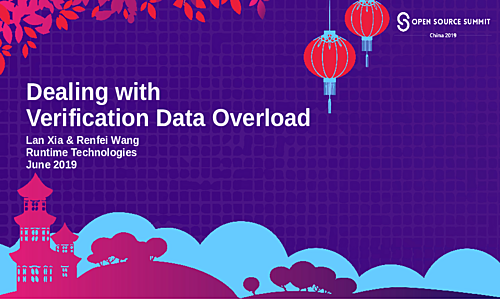 OPEN SOURCE SUMMIT
China 2019
Dealing with
Verification Data Overload
Lan Xia & Renfei Wang
Runtime Technologies
June 2019